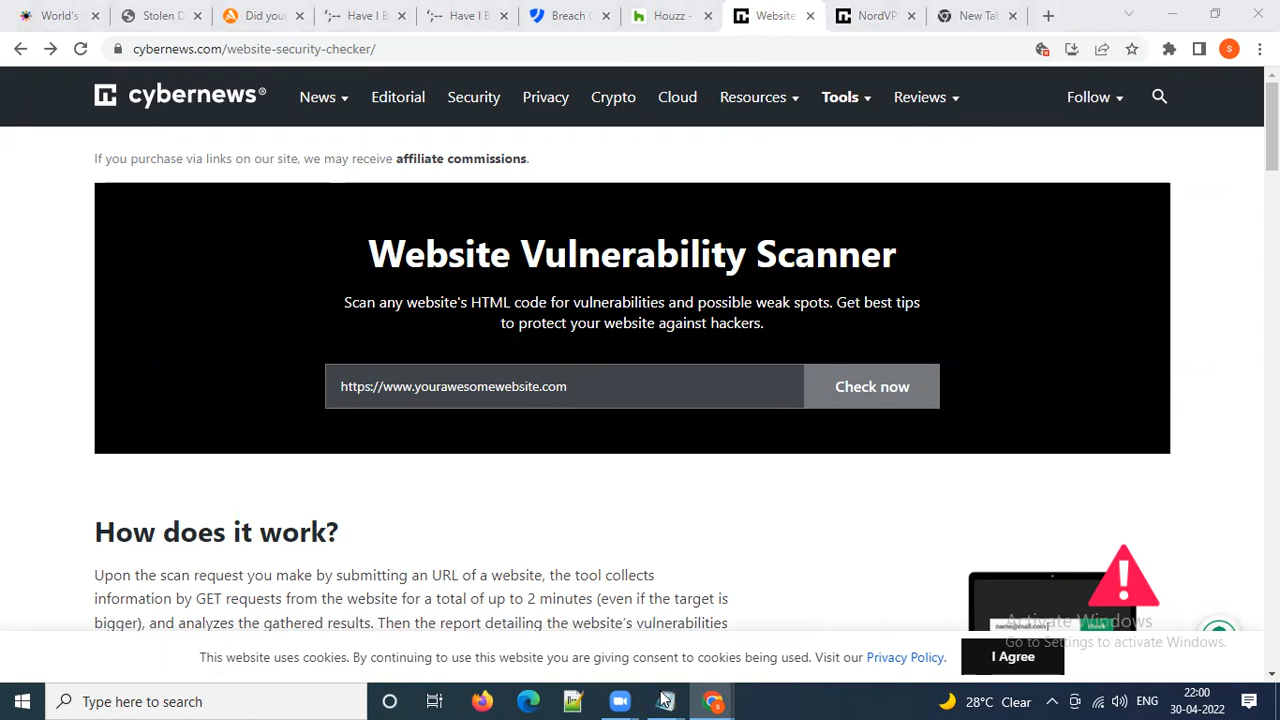 World's
Stolen D
Did your
Have I B
Have I B
Breach C
Houzz -
Website
NordVP
New Tab
cybernews.com/website-security-checker/
S
cybernews®
News
Editorial
Security
Privacy
Crypto
Cloud
Resources
Tools
Reviews
Follow
If you purchase via links on our site, we may receive affiliate commissions.
Website Vulnerability Scanner
Scan any website's HTML code for vulnerabilities and possible weak spots. Get best tips
to protect your website against hackers.
https://www.yourawesomewebsite.com
Check now
How does it work?
Upon the scan request you make by submitting an URL of a website, the tool collects
information by GET requests from the website for a total of up to 2 minutes (even if the target is
bigger), and analyzes the gathered results. Then the report detailing the website's vulnerabilities
name@mail.com
check
Activate Windows
Go to Settings to activate Windows.
This website uses cookies. By continuing to use this website you are giving consent to cookies being used. Visit our Privacy Policy.
I Agree
Type here to search
28°C Clear
ENG
22:00
30-04-2022